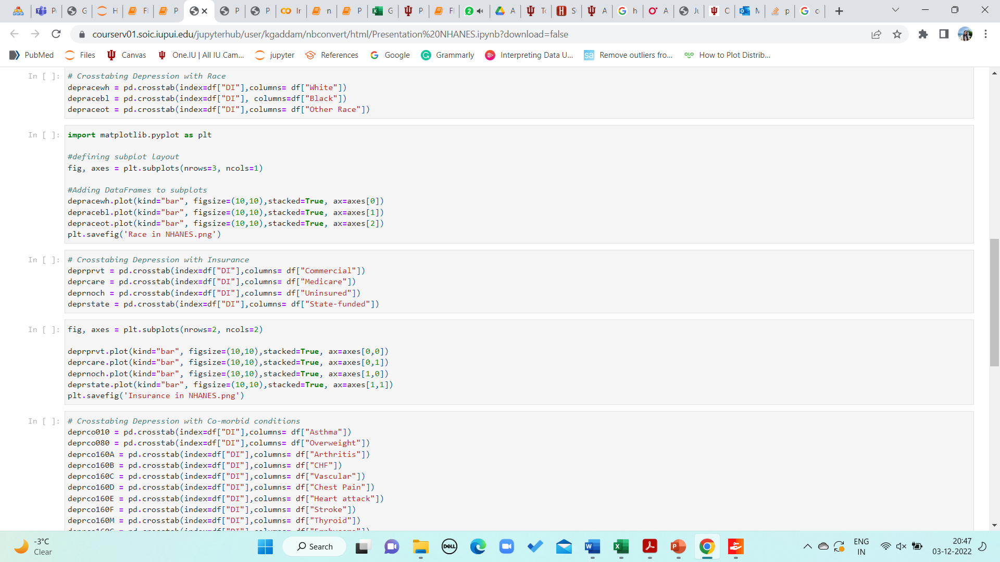 P
G
H
Fl
P
P
P
Ir
n
P
G
P
Fl
2
A
To
S
A
h
A
Ju
C
M
p
c
courserv01.soic.iupui.edu/jupyterhub/user/kgaddam/nbconvert/html/Presentation%20NHANES.ipynb?download=false
PubMed Files Canvas One.IU | All IU Cam... jupyter References Google Grammarly Interpreting Data U... sa Remove outliers fro... How to Plot Distrib...
In [ ]: # Crosstabing Depression with Race
depracewh = pd.crosstab(index=df["DI"],columns= df["White"])
depracebl = pd.crosstab(index=df["DI"], columns=df["Black"])
depraceot = pd.crosstab(index=df["DI"],columns= df["Other Race"])
In [ ]: import matplotlib.pyplot as plt
#defining subplot layout
fig, axes = plt.subplots(nrows=3, ncols=1)
#Adding DataFrames to subplots
depracewh.plot(kind="bar", figsize=(10,10),stacked=True, ax=axes[0])
depracebl.plot(kind="bar", figsize=(10,10),stacked=True, ax=axes[1])
depraceot.plot(kind="bar", figsize=(10,10),stacked=True, ax=axes[2])
plt.savefig('Race in NHANES.png')
In [ ]: # Crosstabing Depression with Insurance
deprprvt = pd.crosstab(index=df["DI"],columns= df["Commercial"])
deprcare = pd.crosstab(index=df["DI"],columns= df["Medicare"])
deprnoch = pd.crosstab(index=df["DI"],columns= df["Uninsured"])
deprstate = pd.crosstab(index=df["DI"],columns= df["State-funded"])
In [ ]: fig, axes = plt.subplots(nrows=2, ncols=2)
deprprvt.plot(kind="bar", figsize=(10,10),stacked=True, ax=axes[0,0])
deprcare.plot(kind="bar", figsize=(10,10),stacked=True, ax=axes[0,1])
deprnoch.plot(kind="bar", figsize=(10,10),stacked=True, ax=axes[1,0])
deprstate.plot(kind="bar", figsize=(10,10),stacked=True, ax=axes[1,1])
plt.savefig('Insurance in NHANES.png')
In [ ]: # Crosstabing Depression with Co-morbid conditions
deprco010 = pd.crosstab(index=df["DI"],columns= df["Asthma"])
deprco080 = pd.crosstab(index=df["DI"],columns= df["Overweight"])
deprco160A = pd.crosstab(index=df["DI"],columns= df["Arthritis"])
deprco160B = pd.crosstab(index=df["DI"],columns= df["CHF"])
deprco160C = pd.crosstab(index=df["DI"],columns= df["Vascular"])
deprco160D = pd.crosstab(index=df["DI"],columns= df["Chest Pain"])
deprco160E = pd.crosstab(index=df["DI"],columns= df["Heart attack"])
deprco160F = pd.crosstab(index=df["DI"],columns= df["Stroke"])
deprco160M = pd.crosstab(index=df["DI"],columns= df["Thyroid"])
deprco160G = pd.crosstab(index=df["DI"],columns= df["Emphysema"])
-3°C
Clear
Search
DELL
ENG
IN
20:47
03-12-2022